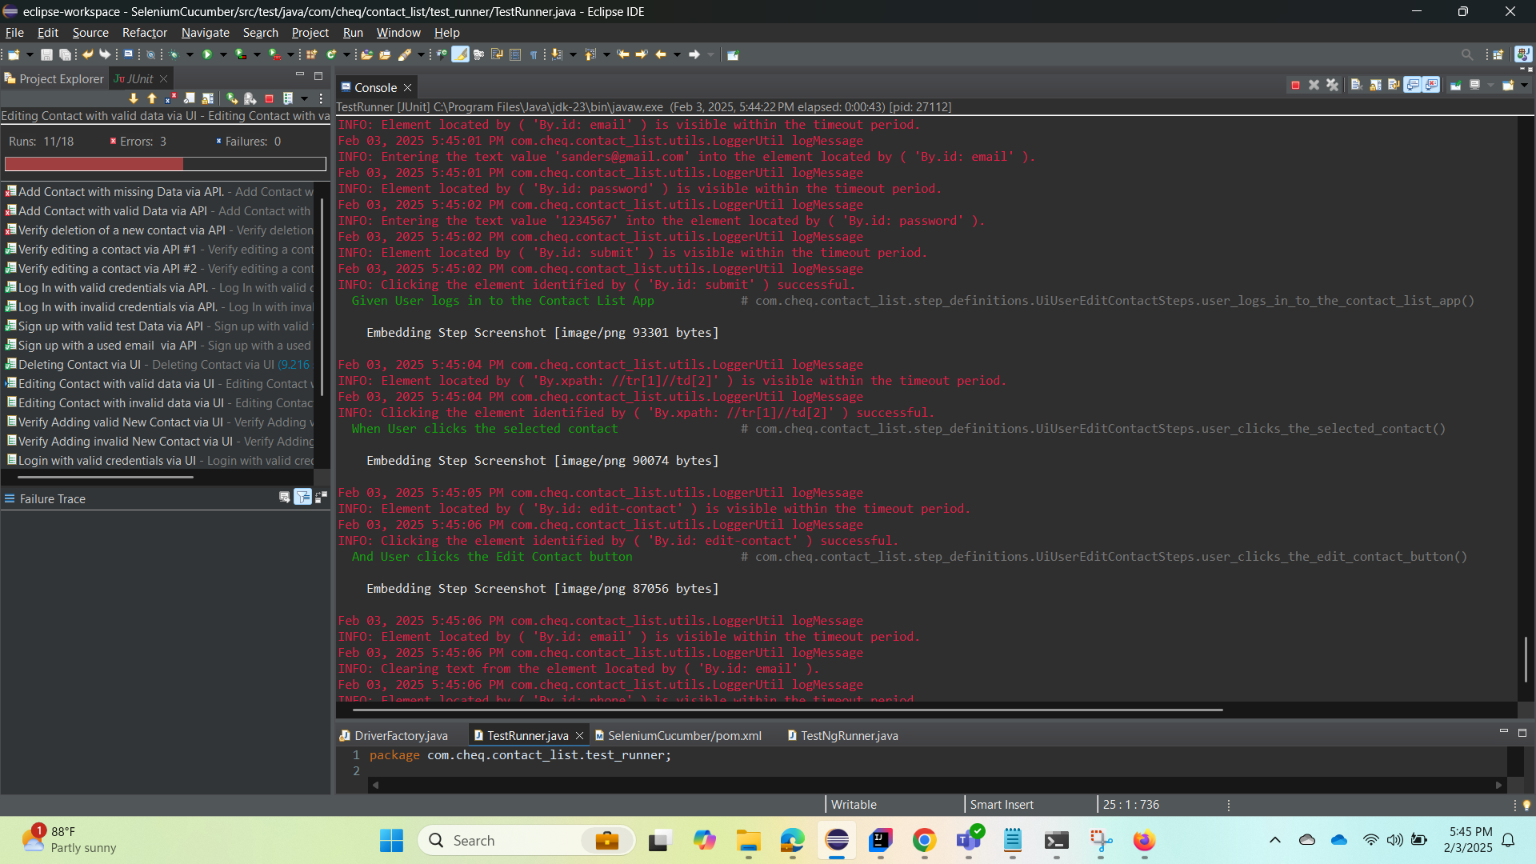 eclipse-workspace - SeleniumCucumber/src/test/java/com/cheq/contact_list/test_runner/TestRunner.java - Eclipse IDE
File Edit Source Refactor Navigate Search Project Run Window Help
Project Explorer JUnit
Editing Contact with valid data via UI - Editing Contact with va
Runs: 11/18 Errors: 3 Failures: 0
Add Contact with missing Data via API. - Add Contact w
Add Contact with valid Data via API - Add Contact with
Verify deletion of a new contact via API - Verify deletion
Verify editing a contact via API #1 - Verify editing a cont
Verify editing a contact via API #2 - Verify editing a cont
Log In with valid credentials via API. - Log In with valid c
Log In with invalid credentials via API. - Log In with inval
Sign up with valid test Data via API - Sign up with valid
Sign up with a used email via API - Sign up with a used
Deleting Contact via UI - Deleting Contact via UI (9.216
Editing Contact with valid data via UI - Editing Contact
Editing Contact with invalid data via UI - Editing Contac
Verify Adding valid New Contact via UI - Verify Adding
Verify Adding invalid New Contact via UI - Verify Adding
Login with valid credentials via UI - Login with valid crec
Failure Trace
Console
TestRunner [JUnit] C:\Program Files\Java\jdk-23\bin\javaw.exe (Feb 3, 2025, 5:44:22 PM elapsed: 0:00:43) [pid: 27112]
INFO: Element located by ( 'By.id: email' ) is visible within the timeout period.
Feb 03, 2025 5:45:01 PM com.cheq.contact_list.utils.LoggerUtil logMessage
INFO: Entering the text value 'sanders@gmail.com' into the element located by ( 'By.id: email' ).
Feb 03, 2025 5:45:01 PM com.cheq.contact_list.utils.LoggerUtil logMessage
INFO: Element located by ( 'By.id: password' ) is visible within the timeout period.
Feb 03, 2025 5:45:02 PM com.cheq.contact_list.utils.LoggerUtil logMessage
INFO: Entering the text value '1234567' into the element located by ( 'By.id: password' ).
Feb 03, 2025 5:45:02 PM com.cheq.contact_list.utils.LoggerUtil logMessage
INFO: Element located by ( 'By.id: submit' ) is visible within the timeout period.
Feb 03, 2025 5:45:02 PM com.cheq.contact_list.utils.LoggerUtil logMessage
INFO: Clicking the element identified by ( 'By.id: submit' ) successful.
Given User logs in to the Contact List App # com.cheq.contact_list.step_definitions.UiUserEditContactSteps.user_logs_in_to_the_contact_list_app()
Embedding Step Screenshot [image/png 93301 bytes]
Feb 03, 2025 5:45:04 PM com.cheq.contact_list.utils.LoggerUtil logMessage
INFO: Element located by ( 'By.xpath: //tr[1]//td[2]' ) is visible within the timeout period.
Feb 03, 2025 5:45:04 PM com.cheq.contact_list.utils.LoggerUtil logMessage
INFO: Clicking the element identified by ( 'By.xpath: //tr[1]//td[2]' ) successful.
When User clicks the selected contact # com.cheq.contact_list.step_definitions.UiUserEditContactSteps.user_clicks_the_selected_contact()
Embedding Step Screenshot [image/png 90074 bytes]
Feb 03, 2025 5:45:05 PM com.cheq.contact_list.utils.LoggerUtil logMessage
INFO: Element located by ( 'By.id: edit-contact' ) is visible within the timeout period.
Feb 03, 2025 5:45:06 PM com.cheq.contact_list.utils.LoggerUtil logMessage
INFO: Clicking the element identified by ( 'By.id: edit-contact' ) successful.
And User clicks the Edit Contact button # com.cheq.contact_list.step_definitions.UiUserEditContactSteps.user_clicks_the_edit_contact_button()
Embedding Step Screenshot [image/png 87056 bytes]
Feb 03, 2025 5:45:06 PM com.cheq.contact_list.utils.LoggerUtil logMessage
INFO: Element located by ( 'By.id: email' ) is visible within the timeout period.
Feb 03, 2025 5:45:06 PM com.cheq.contact_list.utils.LoggerUtil logMessage
INFO: Clearing text from the element located by ( 'By.id: email' ).
Feb 03, 2025 5:45:06 PM com.cheq.contact_list.utils.LoggerUtil logMessage
INFO: Element located by ( 'By.id: phone' ) is visible within the timeout period.
DriverFactory.java TestRunner.java SeleniumCucumber/pom.xml TestNgRunner.java
1 package com.cheq.contact_list.test_runner;
2
Writable Smart Insert 25 : 1 : 736
1 88°F
Partly sunny
Search
5:45 PM
2/3/2025